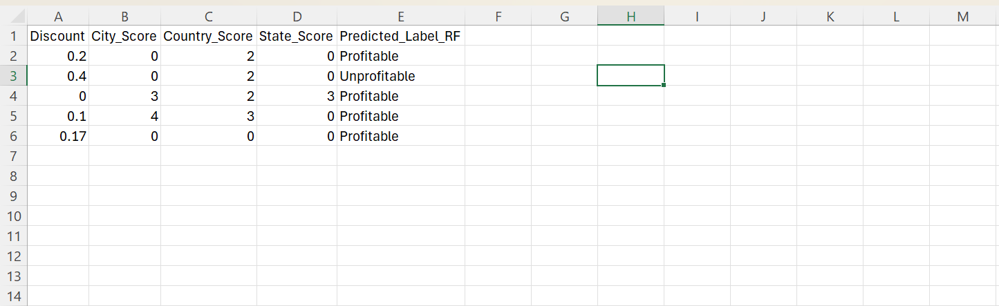 A B C D E F G H I J K L M
1 Discount City_Score Country_Score State_Score Predicted_Label_RF
2 0.2 0 2 0 Profitable
3 0.4 0 2 0 Unprofitable
4 0 3 2 3 Profitable
5 0.1 4 3 0 Profitable
6 0.17 0 0 0 Profitable
7
8
9
10
11
12
13
14